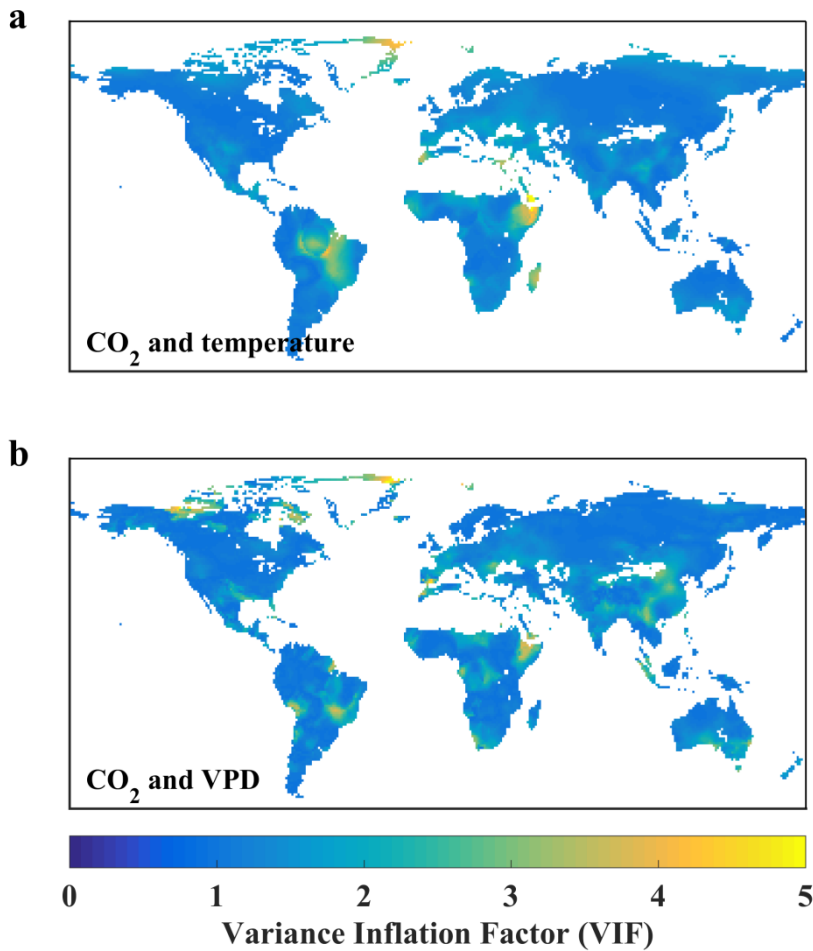 a
CO2 and temperature
b
CO2 and VPD
0 1 2 3 4 5
Variance Inflation Factor (VIF)